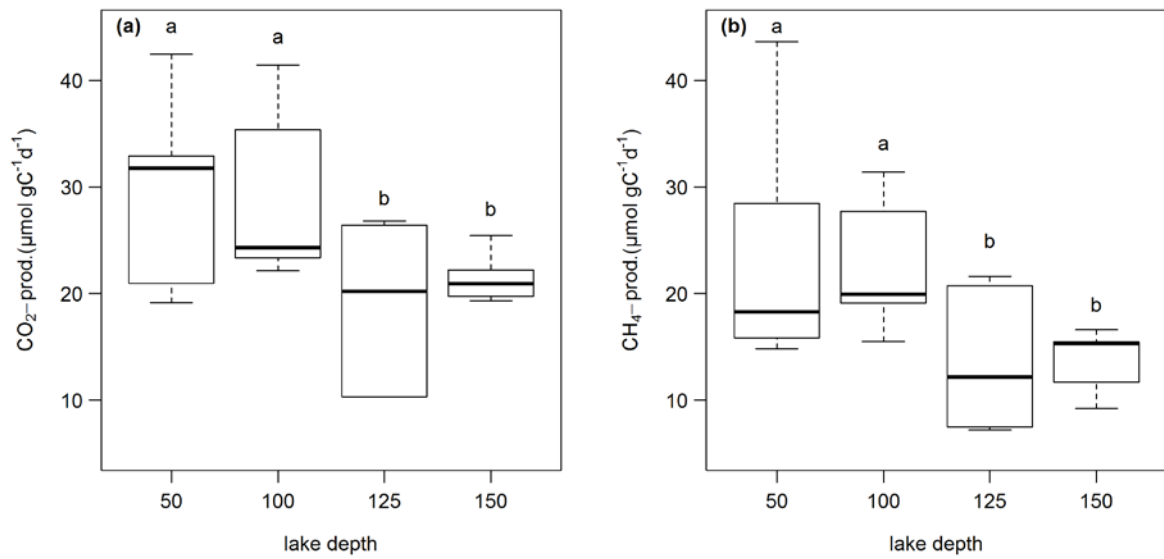 (a)
a
a
b
b
40
30
20
10
CO₂− prod.(µmol gC⁻¹d⁻¹)
50 100 125 150
lake depth
(b)
a
a
b
b
40
30
20
10
CH₄− prod.(µmol gC⁻¹d⁻¹)
50 100 125 150
lake depth